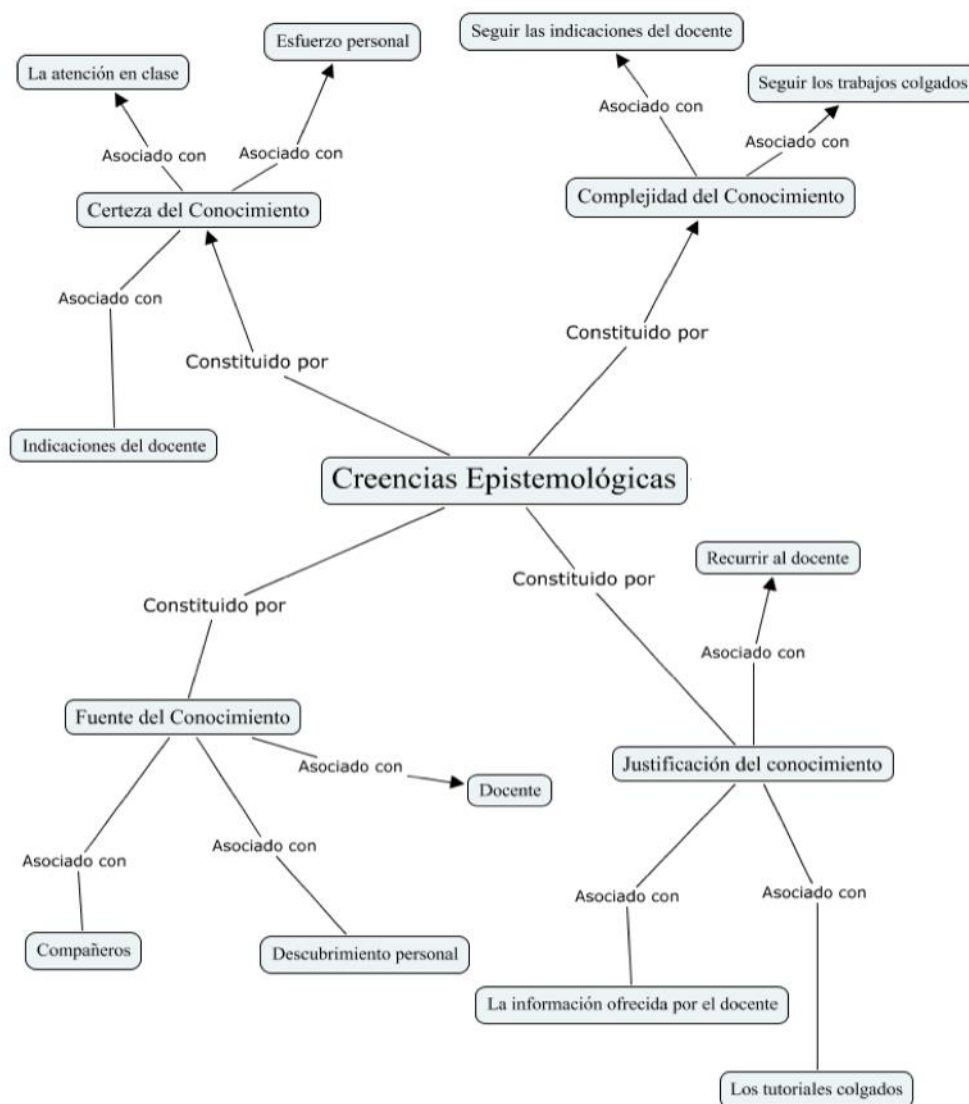 Esfuerzo personal
Seguir las indicaciones del docente
La atención en clase
Seguir los trabajos colgados
Asociado con
Asociado con
Asociado con
Asociado con
Certeza del Conocimiento
Complejidad del Conocimiento
Asociado con
Constituido por
Constituido por
Indicaciones del docente
Creencias Epistemológicas
Recurrir al docente
Constituido por
Constituido por
Asociado con
Fuente del Conocimiento
Justificación del conocimiento
Asociado con
Docente
Asociado con
Asociado con
Asociado con
Asociado con
Compañeros
Descubrimiento personal
La información ofrecida por el docente
Los tutoriales colgados